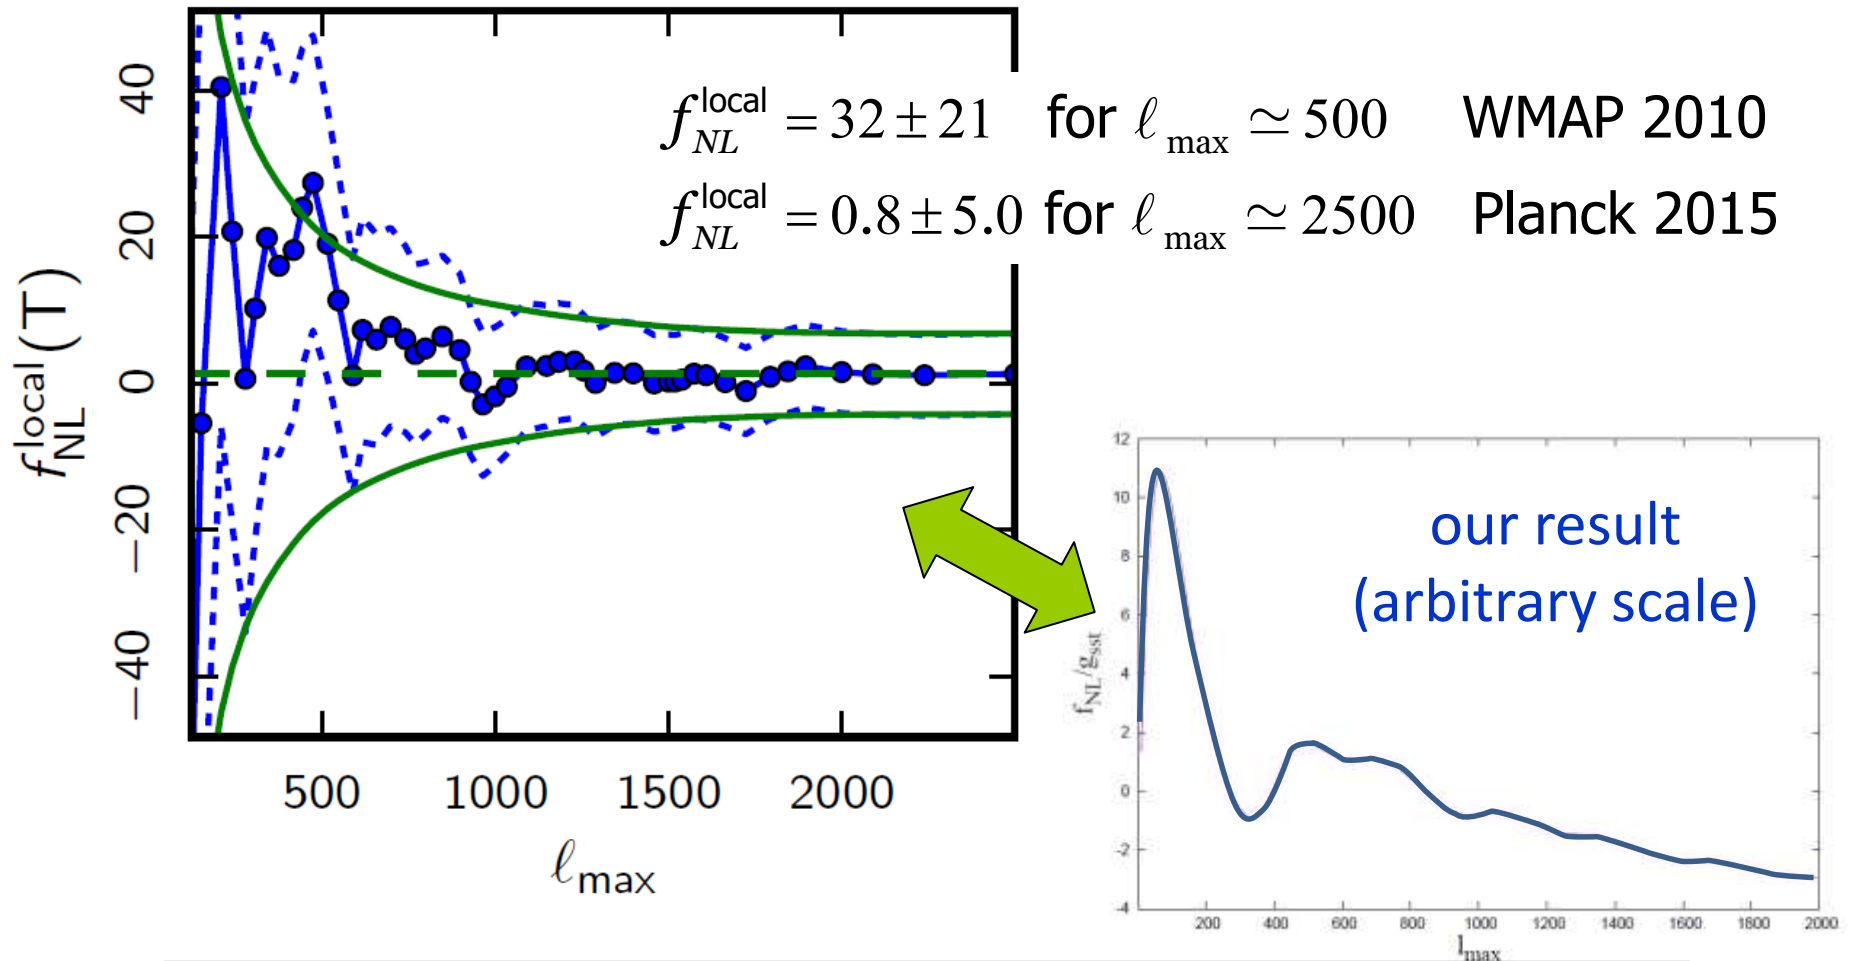 f_NL^local = 32 ± 21 for ℓ_max ≃ 500 WMAP 2010
f_NL^local = 0.8 ± 5.0 for ℓ_max ≃ 2500 Planck 2015
f_NL^local (T)
40
20
0
−20
−40
500 1000 1500 2000
ℓ_max
our result
(arbitrary scale)
f_NL/g_sst
12
10
8
6
4
2
0
-2
-4
200 400 600 800 1000 1200 1400 1600 1800 2000
l_max